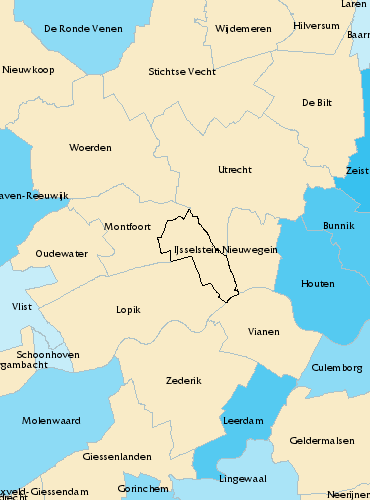 Laren
De Ronde Venen
Wijdemeren
Hilversum
Baarn
Nieuwkoop
Stichtse Vecht
De Bilt
Woerden
Utrecht
Zeist
aven-Reeuwijk
Montfoort
Bunnik
Oudewater
IJsselstein
Nieuwegein
Houten
Vlist
Lopik
Vianen
Schoonhoven
rgambacht
Culemborg
Zederik
Molenwaard
Leerdam
Geldermalsen
Giessenlanden
Lingewaal
xveld-Giessendam
Gorinchem
Neerijnen
drecht